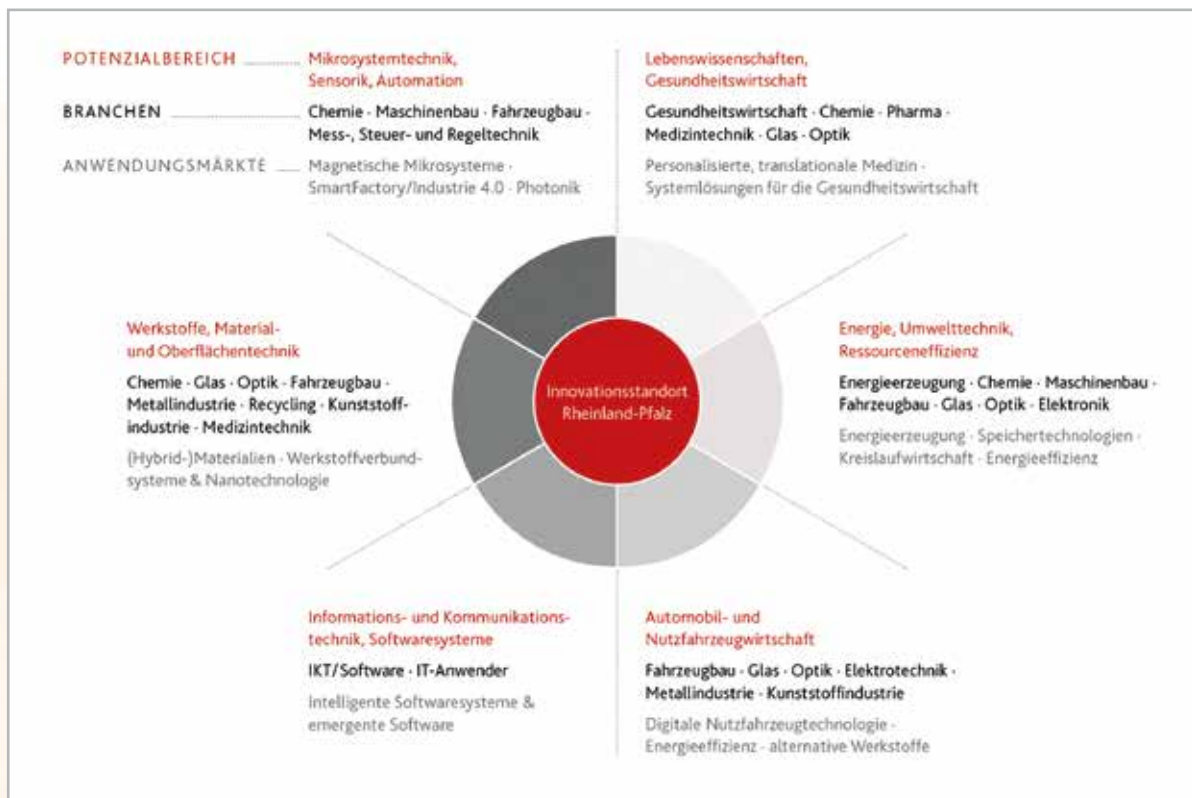 POTENZIALBEREICH
Mikrosystemtechnik,
Sensorik, Automation
BRANCHEN
Chemie · Maschinenbau · Fahrzeugbau ·
Mess-, Steuer- und Regeltechnik
ANWENDUNGSMÄRKTE
Magnetische Mikrosysteme ·
SmartFactory/Industrie 4.0 · Photonik
Lebenswissenschaften,
Gesundheitswirtschaft
Gesundheitswirtschaft · Chemie · Pharma ·
Medizintechnik · Glas · Optik
Personalisierte, translationale Medizin ·
Systemlösungen für die Gesundheitswirtschaft
Werkstoffe, Material-
und Oberflächentechnik
Chemie · Glas · Optik · Fahrzeugbau ·
Metallindustrie · Recycling · Kunststoff-
industrie · Medizintechnik
(Hybrid-)Materialien · Werkstoffverbund-
systeme & Nanotechnologie
Innovationsstandort
Rheinland-Pfalz
Energie, Umwelttechnik,
Ressourceneffizienz
Energieerzeugung · Chemie · Maschinenbau ·
Fahrzeugbau · Glas · Optik · Elektronik
Energieerzeugung · Speichertechnologien ·
Kreislaufwirtschaft · Energieeffizienz
Informations- und Kommunikations-
technik, Softwaresysteme
IKT/Software · IT-Anwender
Intelligente Softwaresysteme &
emergente Software
Automobil- und
Nutzfahrzeugwirtschaft
Fahrzeugbau · Glas · Optik · Elektrotechnik ·
Metallindustrie · Kunststoffindustrie
Digitale Nutzfahrzeugtechnologie ·
Energieeffizienz · alternative Werkstoffe